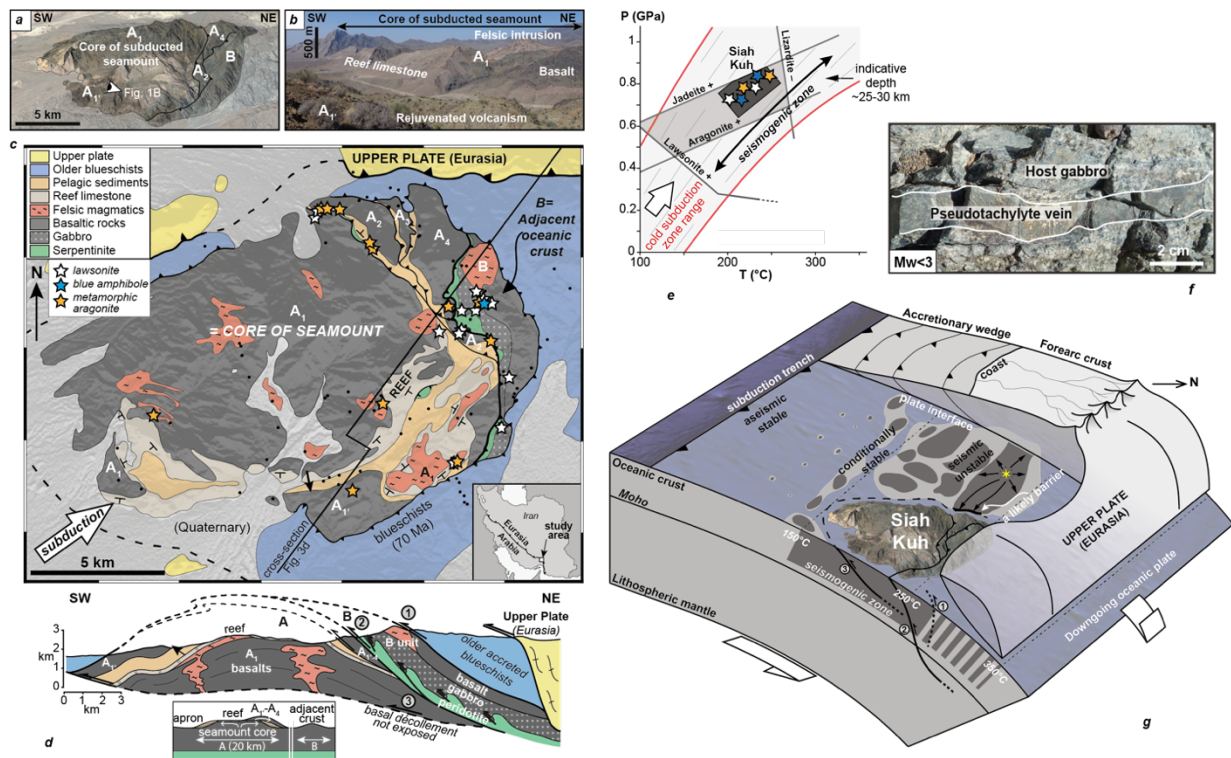 a
SW
NE
A1
A4
Core of subducted
seamount
B
A2
A1'
Fig. 1B
5 km
b
SW
Core of subducted seamount
NE
500 m
Felsic intrusion
Reef limestone
A1
Basalt
A1'
Rejuvenated volcanism
c
Upper plate
Older blueschists
Pelagic sediments
Reef limestone
Felsic magmatics
Basaltic rocks
Gabbro
Serpentinite
lawsonite
blue amphibole
metamorphic
aragonite
N
UPPER PLATE (Eurasia)
B=
Adjacent
oceanic
crust
A2
A4
B
A1
= CORE OF SEAMOUNT
REEF
A1'
subduction
(Quaternary)
5 km
cross-section
Fig. 3d
blueschists
(70 Ma)
Iran
Eurasia
Arabia
study
area
SW
NE
3
2
km
1
0
0
3
km
A1'
reef
A
A1
basalts
B
2
1
B unit
older accreted
blueschists
Upper Plate
(Eurasia)
basalt
gabbro
peridotite
3
basal décollement
not exposed
d
apron
reef
A1'-A4
adjacent
crust
seamount core
A (20 km)
B
P (GPa)
1
0.8
0.6
0.4
0.2
0
100
200
300
T (°C)
Siah
Kuh
Lizardite –
Jadeite +
Aragonite +
Lawsonite +
seismogenic zone
indicative
depth
~25-30 km
cold subduction
zone range
e
Host gabbro
Pseudotachylyte vein
Mw<3
2 cm
f
Accretionary wedge
Forearc crust
coast
N
subduction trench
aseismic
stable
plate interface
conditionally
stable
seismic
unstable
a likely barrier
Oceanic crust
Moho
Lithospheric mantle
Siah
Kuh
150°C
250°C
350°C
seismogenic zone
1
2
3
UPPER PLATE
(EURASIA)
Downgoing oceanic plate
g